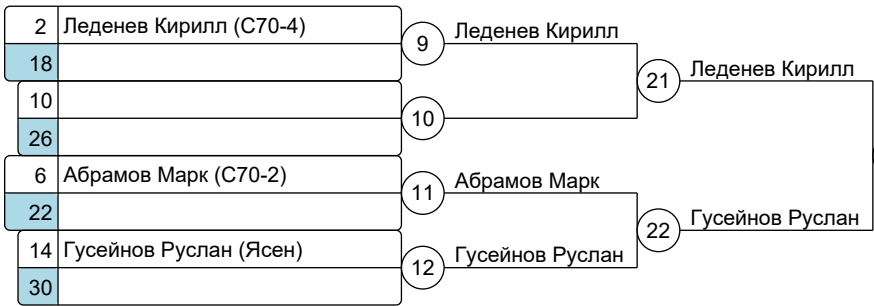 2 Леденев Кирилл (С70-4)
18
9 Леденев Кирилл
10
26
10
21 Леденев Кирилл
6 Абрамов Марк (С70-2)
22
11 Абрамов Марк
14 Гусейнов Руслан (Ясен)
30
12 Гусейнов Руслан
22 Гусейнов Руслан